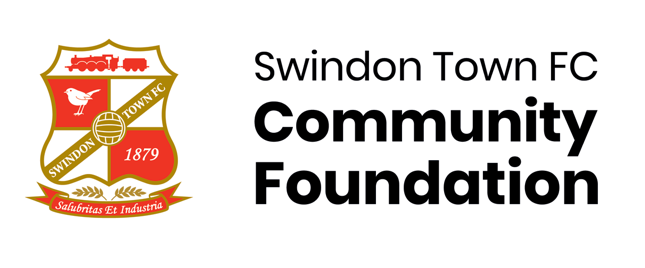 SWINDON TOWN FC
1879
Salubritas Et Industria
Swindon Town FC
Community
Foundation